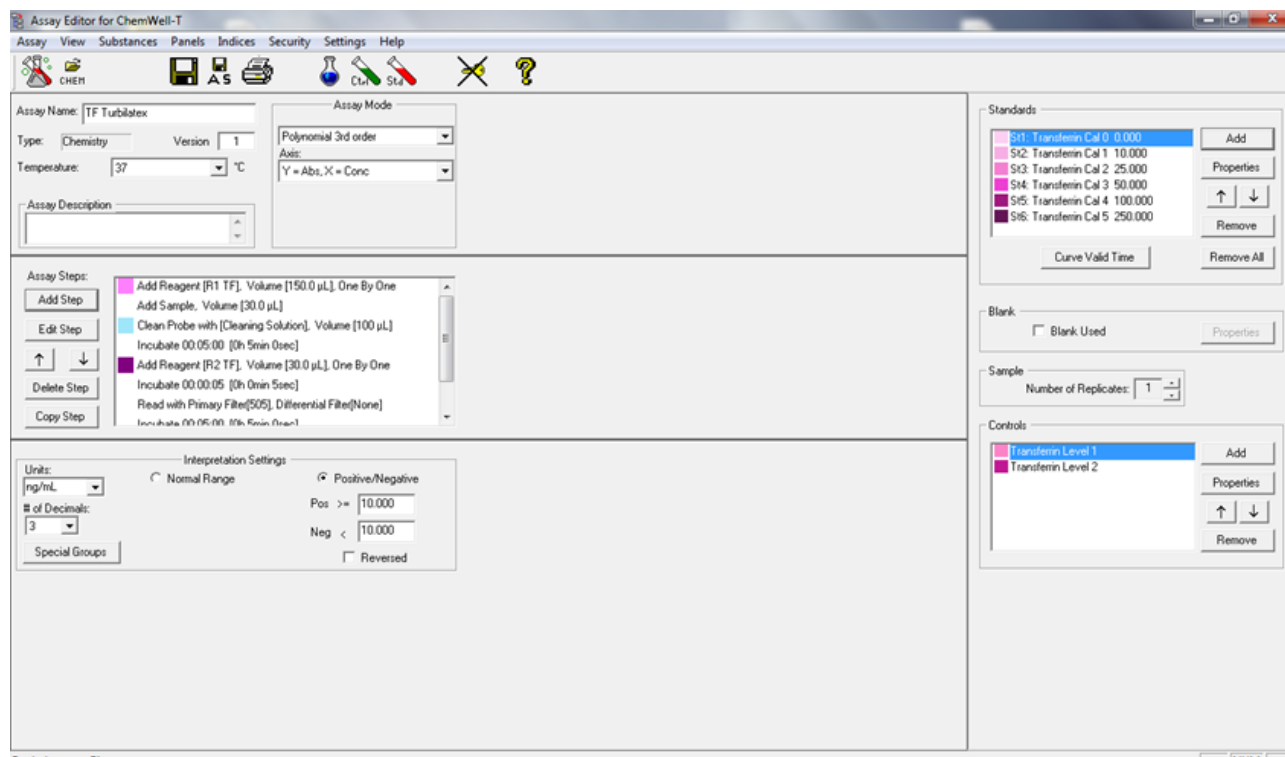 Assay Editor for ChemWell-T
Assay View Substances Panels Indices Security Settings Help
CHEM
AS
Ctrl
Std
?
Assay Name: TF Turbilatex
Type: Chemistry Version 1
Temperature: 37 °C
Assay Description
Assay Mode
Polynomial 3rd order
Axis:
Y = Abs, X = Conc
Assay Steps:
Add Step
Edit Step
Delete Step
Copy Step
Add Reagent [R1 TF], Volume [150.0 µL], One By One
Add Sample, Volume [30.0 µL]
Clean Probe with [Cleaning Solution], Volume [100 µL]
Incubate 00:05:00 [0h 5min 0sec]
Add Reagent [R2 TF], Volume [30.0 µL], One By One
Incubate 00:00:05 [0h 0min 5sec]
Read with Primary Filter[505], Differential Filter[None]
Incubate 00:05:00 [0h 5min 0sec]
Interpretation Settings
Units:
ng/mL
# of Decimals:
3
Special Groups
Normal Range
Positive/Negative
Pos >= 10.000
Neg < 10.000
Reversed
Standards
St1: Transferrin Cal 0 0.000
St2: Transferrin Cal 1 10.000
St3: Transferrin Cal 2 25.000
St4: Transferrin Cal 3 50.000
St5: Transferrin Cal 4 100.000
St6: Transferrin Cal 5 250.000
Add
Properties
Remove
Curve Valid Time
Remove All
Blank
Blank Used
Properties
Sample
Number of Replicates: 1
Controls
Transferrin Level 1
Transferrin Level 2
Add
Properties
Remove